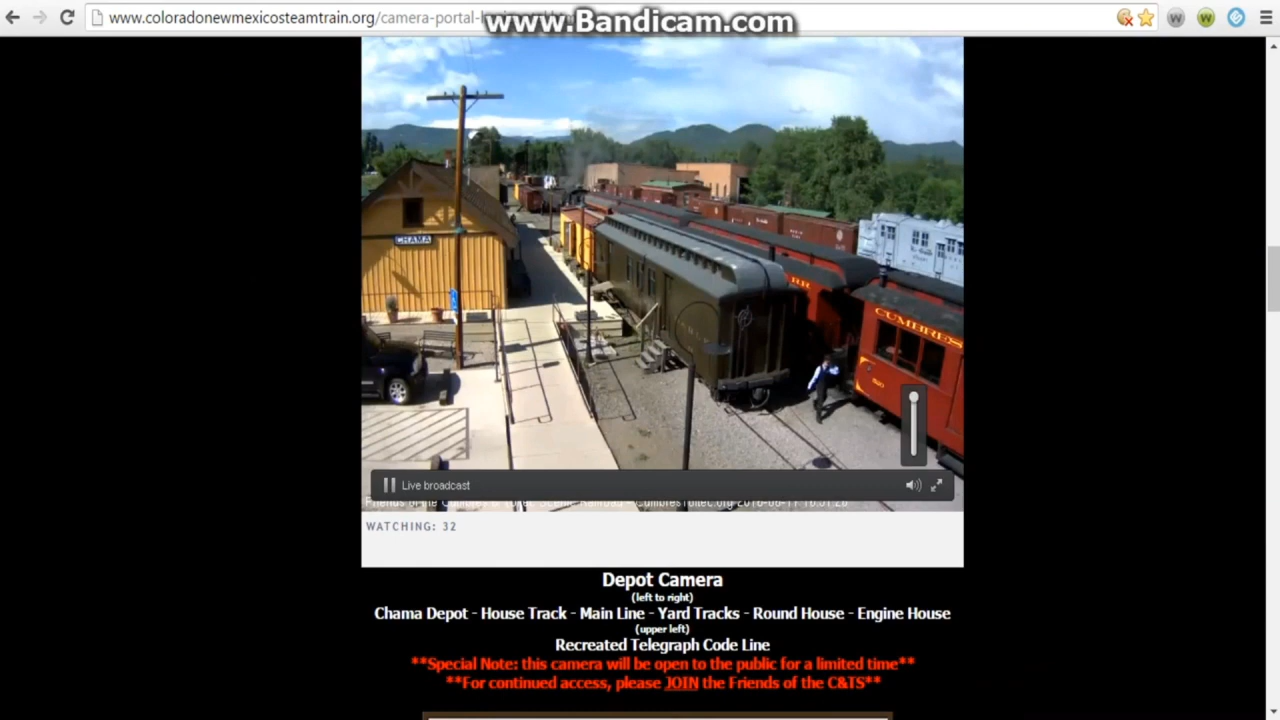 www.coloradonewmexicosteamtrain.org/camera-portal-
www.Bandicam.com
CHAMA
RR
CUMBRES
Live broadcast
WATCHING: 32
Depot Camera
(left to right)
Chama Depot - House Track - Main Line - Yard Tracks - Round House - Engine House
(upper left)
Recreated Telegraph Code Line
**Special Note: this camera will be open to the public for a limited time**
**For continued access, please JOIN the Friends of the C&TS**